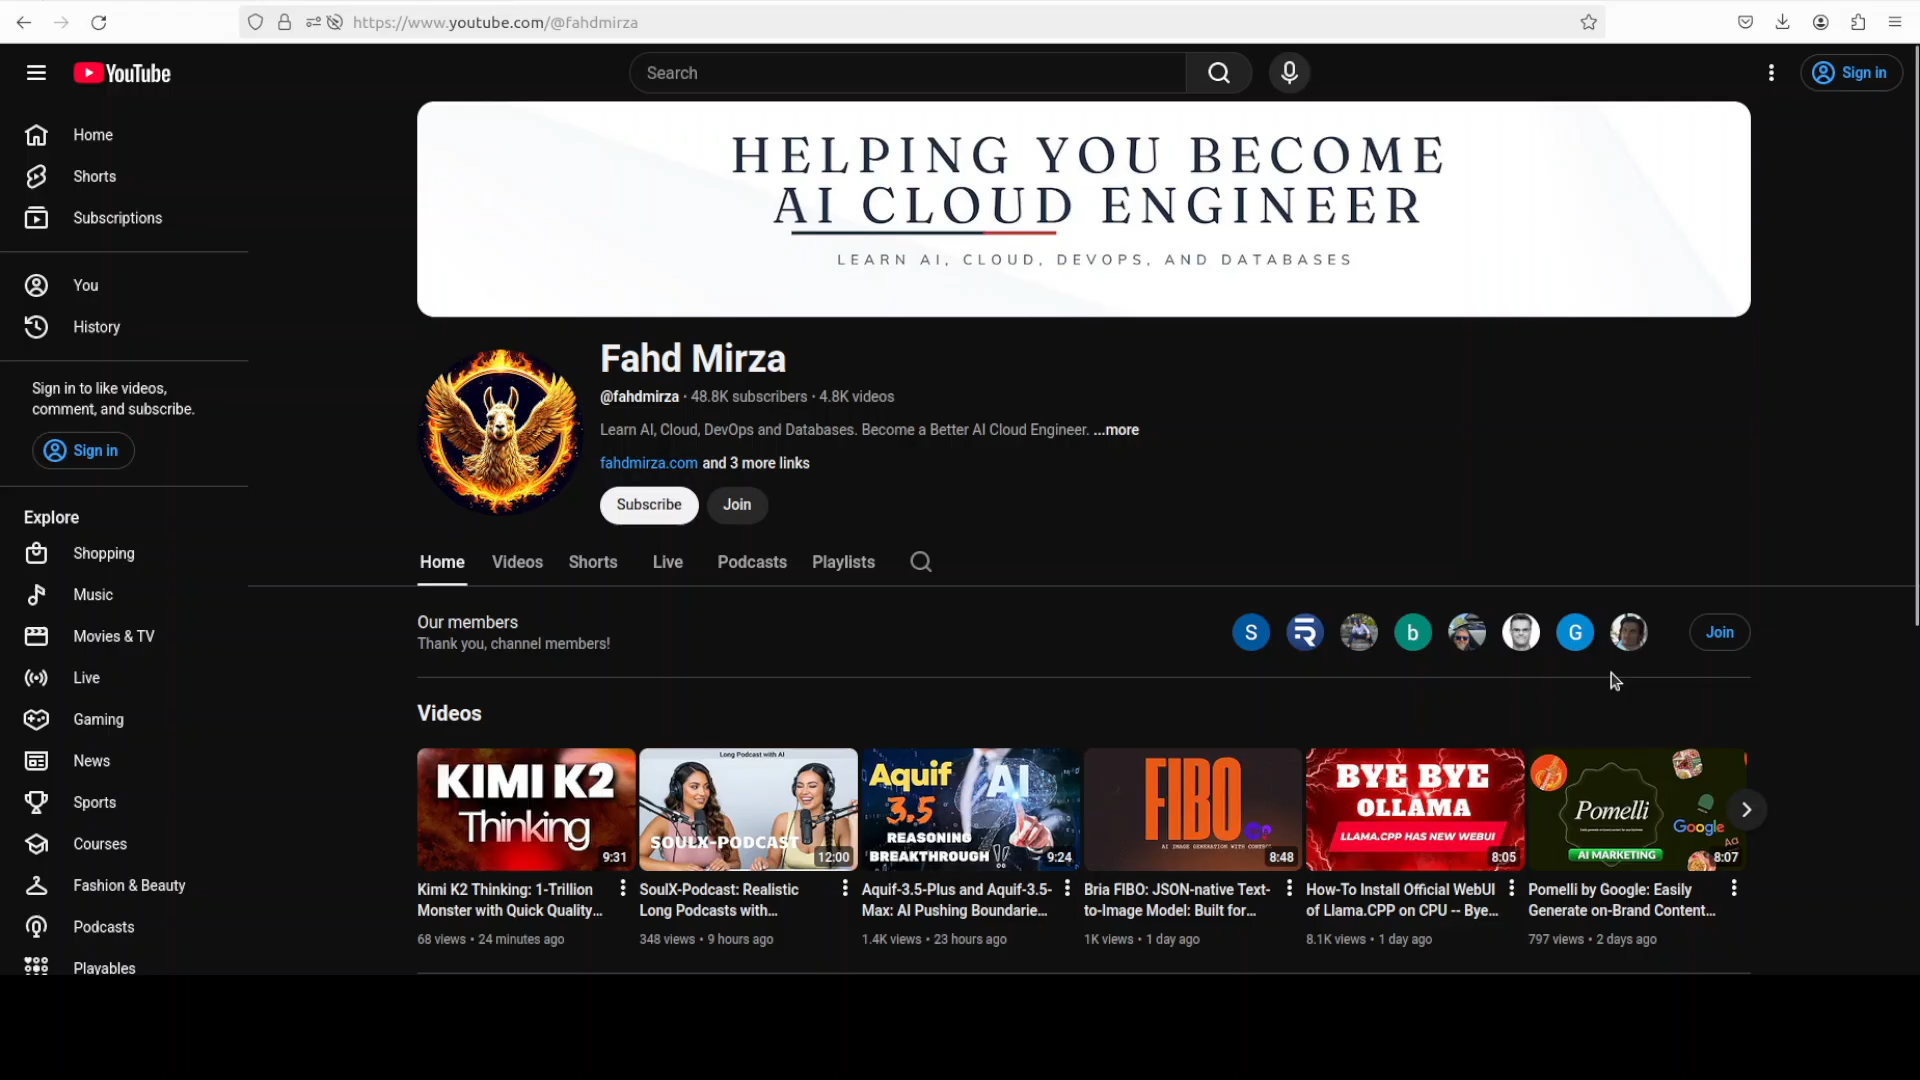 https://www.youtube.com/@fahdmirza
YouTube
Search
Sign in
Home
Shorts
Subscriptions
You
History
Sign in to like videos,
comment, and subscribe.
Sign in
Explore
Shopping
Music
Movies & TV
Live
Gaming
News
Sports
Courses
Fashion & Beauty
Podcasts
Playables
HELPING YOU BECOME
AI CLOUD ENGINEER
LEARN AI, CLOUD, DEVOPS, AND DATABASES
Fahd Mirza
@fahdmirza · 48.8K subscribers · 4.8K videos
Learn AI, Cloud, DevOps and Databases. Become a Better AI Cloud Engineer. ...more
fahdmirza.com and 3 more links
Subscribe Join
Home Videos Shorts Live Podcasts Playlists
Our members
Thank you, channel members!
S R b G
Join
Videos
KIMI K2
Thinking
9:31
Kimi K2 Thinking: 1-Trillion
Monster with Quick Quality...
68 views • 24 minutes ago
Long Podcast with AI
SOULX-PODCAST
12:00
SoulX-Podcast: Realistic
Long Podcasts with...
348 views • 9 hours ago
Aquif AI
3.5
REASONING
BREAKTHROUGH !!
9:24
Aquif-3.5-Plus and Aquif-3.5-
Max: AI Pushing Boundarie...
1.4K views • 23 hours ago
FIBO
AI IMAGE GENERATION WITH
8:48
Bria FIBO: JSON-native Text-
to-Image Model: Built for...
1K views • 1 day ago
BYE BYE
OLLAMA
LLAMA.CPP HAS NEW WEBUI
8:05
How-To Install Official WebUI
of Llama.CPP on CPU -- Bye...
8.1K views • 1 day ago
Pomelli
Google
Ad
AI MARKETING
8:07
Pomelli by Google: Easily
Generate on-Brand Content...
797 views • 2 days ago